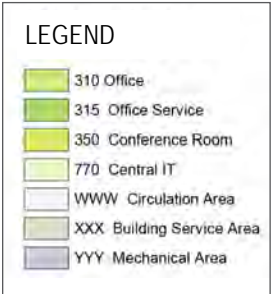 LEGEND
310 Office
315 Office Service
350 Conference Room
770 Central IT
WWW Circulation Area
XXX Building Service Area
YYY Mechanical Area